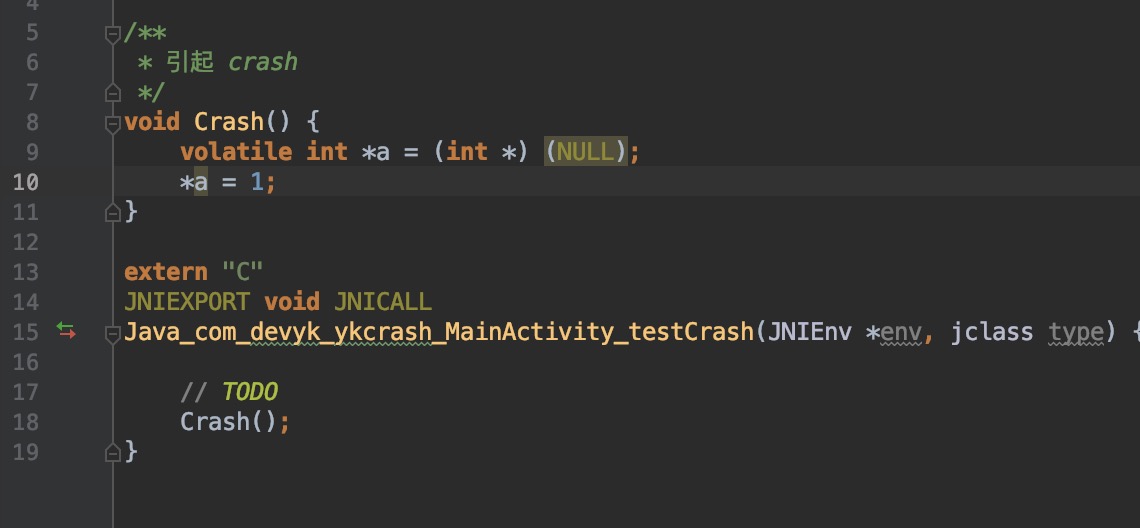 4
5 /**
6 * 引起 crash
7 */
8 void Crash() {
9 volatile int *a = (int *) (NULL);
10 *a = 1;
11 }
12
13 extern "C"
14 JNIEXPORT void JNICALL
15 Java_com_devyk_ykcrash_MainActivity_testCrash(JNIEnv *env, jclass type) {
16
17 // TODO
18 Crash();
19 }